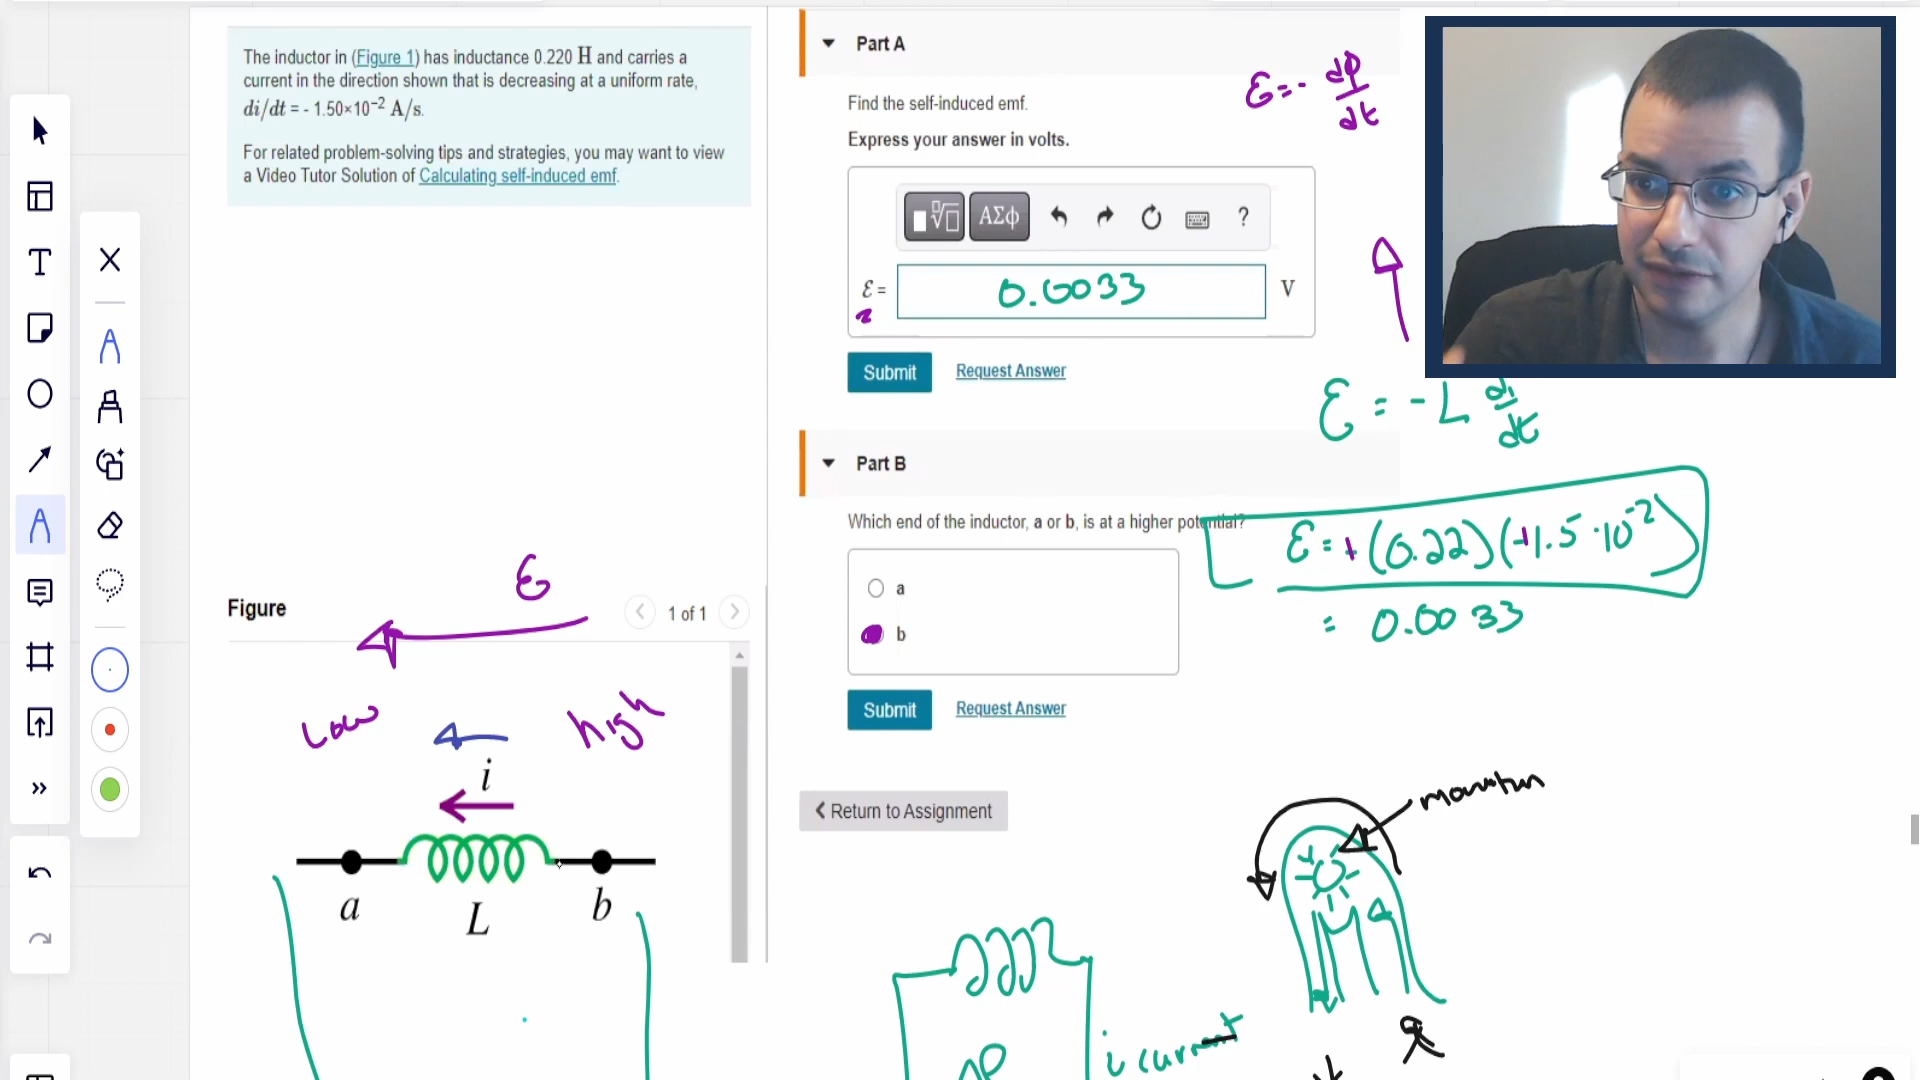 The inductor in (Figure 1) has inductance 0.220 H and carries a
current in the direction shown that is decreasing at a uniform rate,
di/dt = - 1.50×10⁻² A/s.
For related problem-solving tips and strategies, you may want to view
a Video Tutor Solution of Calculating self-induced emf.
Figure
1 of 1
ε
Low
high
i
a
L
b
Part A
Find the self-induced emf.
Express your answer in volts.
ΑΣφ
?
ε = 0.0033 V
Submit
Request Answer
ε = - dφ/dt
ε = - L di/dt
Part B
Which end of the inductor, a or b, is at a higher potential?
a
b
Submit
Request Answer
ε = + (0.22)(+1.5·10⁻²)
= 0.0033
Return to Assignment
i current
T